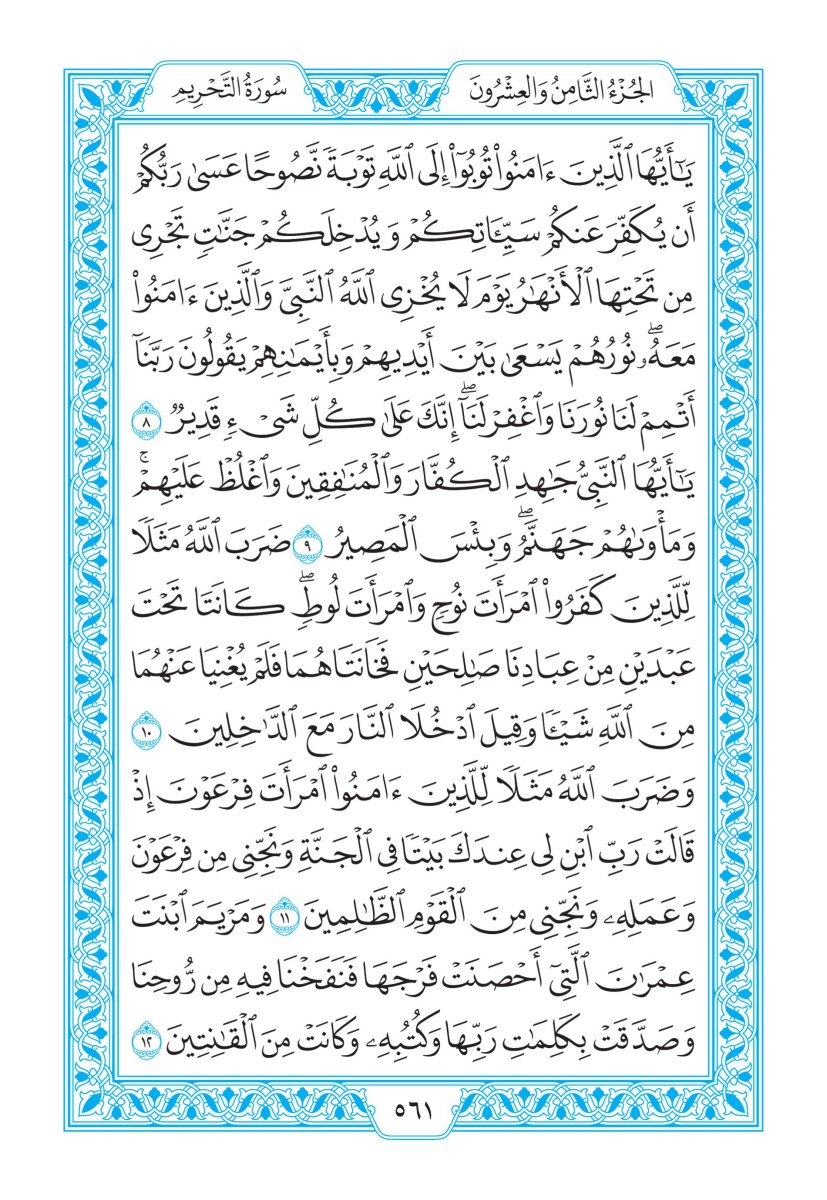 الجُزْءُ الثَّامِنُ وَالعِشْرُونَ
سُورَةُ التَّحْرِيمِ
يَٰٓأَيُّهَا ٱلَّذِينَ ءَامَنُواْ تُوبُوٓاْ إِلَى ٱللَّهِ تَوۡبَةٗ نَّصُوحًا عَسَىٰ رَبُّكُمۡ
أَن يُكَفِّرَ عَنكُمۡ سَيِّـَٔاتِكُمۡ وَيُدۡخِلَكُمۡ جَنَّٰتٖ تَجۡرِي
مِن تَحۡتِهَا ٱلۡأَنۡهَٰرُ يَوۡمَ لَا يُخۡزِي ٱللَّهُ ٱلنَّبِيَّ وَٱلَّذِينَ ءَامَنُواْ
مَعَهُۥۖ نُورُهُمۡ يَسۡعَىٰ بَيۡنَ أَيۡدِيهِمۡ وَبِأَيۡمَٰنِهِمۡ يَقُولُونَ رَبَّنَآ
أَتۡمِمۡ لَنَا نُورَنَا وَٱغۡفِرۡ لَنَآۖ إِنَّكَ عَلَىٰ كُلِّ شَيۡءٖ قَدِيرٞ ٨
يَٰٓأَيُّهَا ٱلنَّبِيُّ جَٰهِدِ ٱلۡكُفَّارَ وَٱلۡمُنَٰفِقِينَ وَٱغۡلُظۡ عَلَيۡهِمۡۚ
وَمَأۡوَىٰهُمۡ جَهَنَّمُۖ وَبِئۡسَ ٱلۡمَصِيرُ ٩ ضَرَبَ ٱللَّهُ مَثَلٗا
لِّلَّذِينَ كَفَرُواْ ٱمۡرَأَتَ نُوحٖ وَٱمۡرَأَتَ لُوطٖۖ كَانَتَا تَحۡتَ
عَبۡدَيۡنِ مِنۡ عِبَادِنَا صَٰلِحَيۡنِ فَخَانَتَاهُمَا فَلَمۡ يُغۡنِيَا عَنۡهُمَا
مِنَ ٱللَّهِ شَيۡـٔٗا وَقِيلَ ٱدۡخُلَا ٱلنَّارَ مَعَ ٱلدَّٰخِلِينَ ١٠
وَضَرَبَ ٱللَّهُ مَثَلٗا لِّلَّذِينَ ءَامَنُواْ ٱمۡرَأَتَ فِرۡعَوۡنَ إِذۡ
قَالَتۡ رَبِّ ٱبۡنِ لِي عِندَكَ بَيۡتٗا فِي ٱلۡجَنَّةِ وَنَجِّنِي مِن فِرۡعَوۡنَ
وَعَمَلِهِۦ وَنَجِّنِي مِنَ ٱلۡقَوۡمِ ٱلظَّٰلِمِينَ ١١ وَمَرۡيَمَ ٱبۡنَتَ
عِمۡرَٰنَ ٱلَّتِيٓ أَحۡصَنَتۡ فَرۡجَهَا فَنَفَخۡنَا فِيهِ مِن رُّوحِنَا
وَصَدَّقَتۡ بِكَلِمَٰتِ رَبِّهَا وَكُتُبِهِۦ وَكَانَتۡ مِنَ ٱلۡقَٰنِتِينَ ١٢
٥٦١